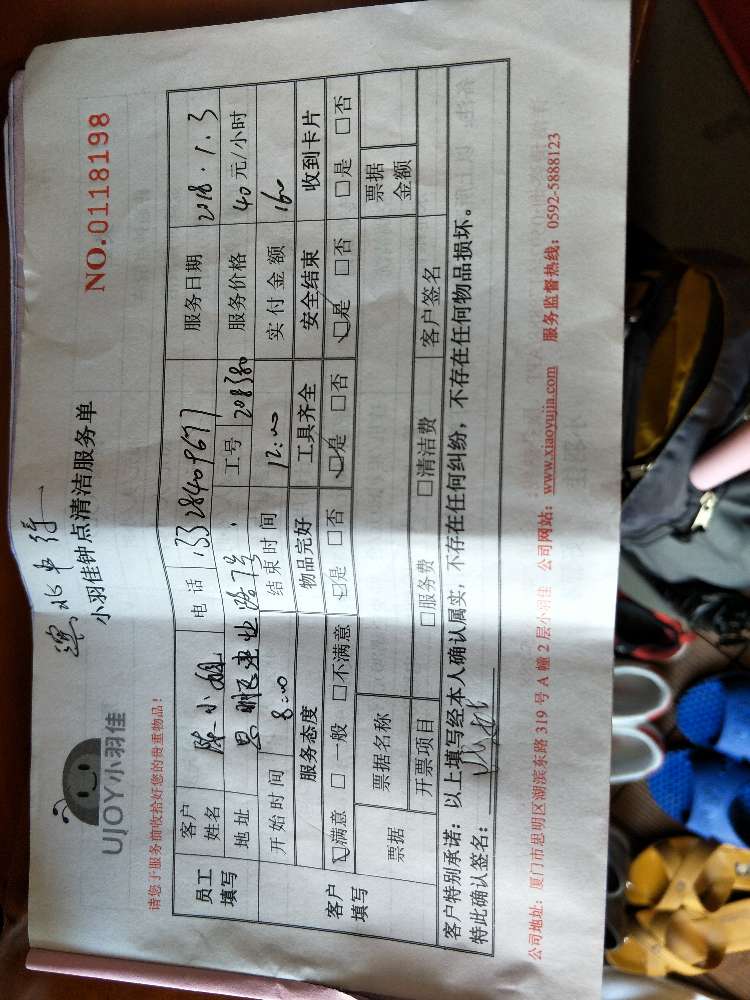 UJOY小羽佳
NO.0118198
小羽佳钟点清洁服务单
请您于服务前收拾好您的贵重物品！
员工填写
客户姓名 陈小姐 电话 13328409677 服务日期 2018.1.3
地址 工号 208380 服务价格 40元/小时
开始时间 8:00 结束时间 12:00 实付金额 160
客户填写
服务态度 物品完好 工具齐全 安全结束 收到卡片
☑满意 □一般 □不满意 ☑是 □否 ☑是 □否 ☑是 □否 □是 □否
票据 票据名称 票据金额
开票项目 □服务费 □清洁费 客户签名
客户特别承诺：以上填写经本人确认属实，不存在任何纠纷，不存在任何物品损坏。
特此确认签名：
公司地址：厦门市思明区湖滨东路319号A幢2层小羽佳 公司网站：www.xiaoyujia.com 服务监督热线：0592-5888123